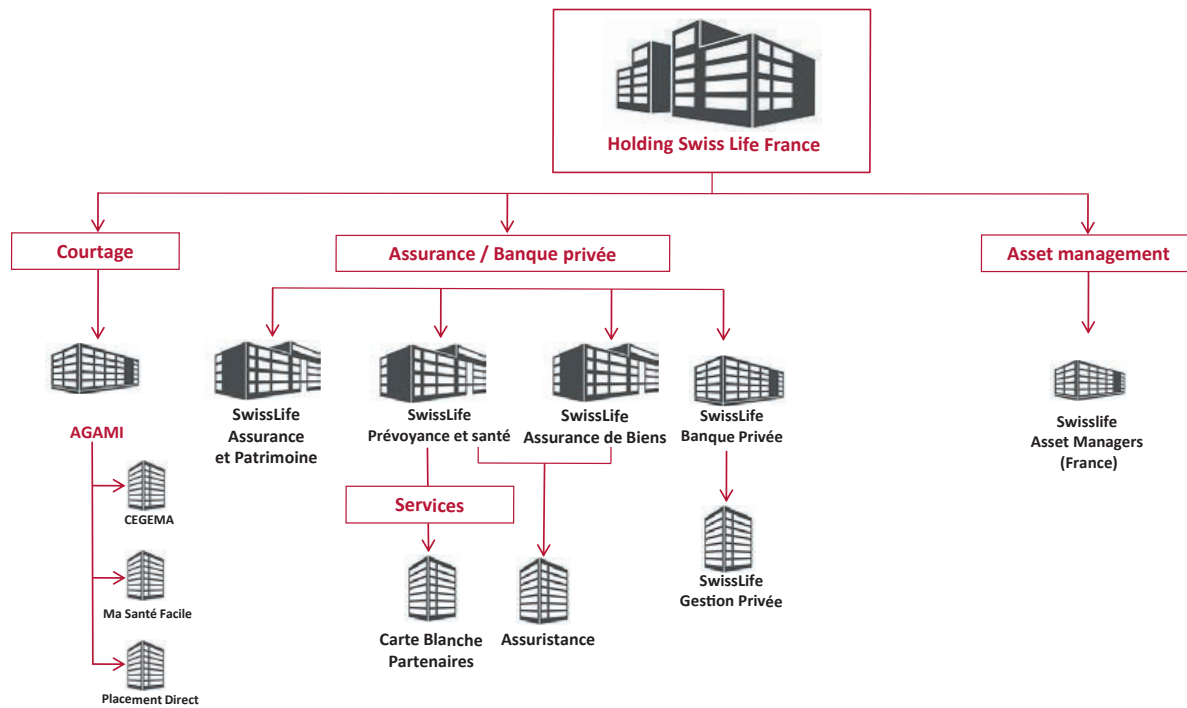 Holding Swiss Life France
Courtage
Assurance / Banque privée
Asset management
AGAMI
SwissLife
Assurance
et Patrimoine
SwissLife
Prévoyance et santé
SwissLife
Assurance de Biens
SwissLife
Banque Privée
Swisslife
Asset Managers
(France)
CEGEMA
Services
Ma Santé Facile
Carte Blanche
Partenaires
Assuristance
SwissLife
Gestion Privée
Placement Direct